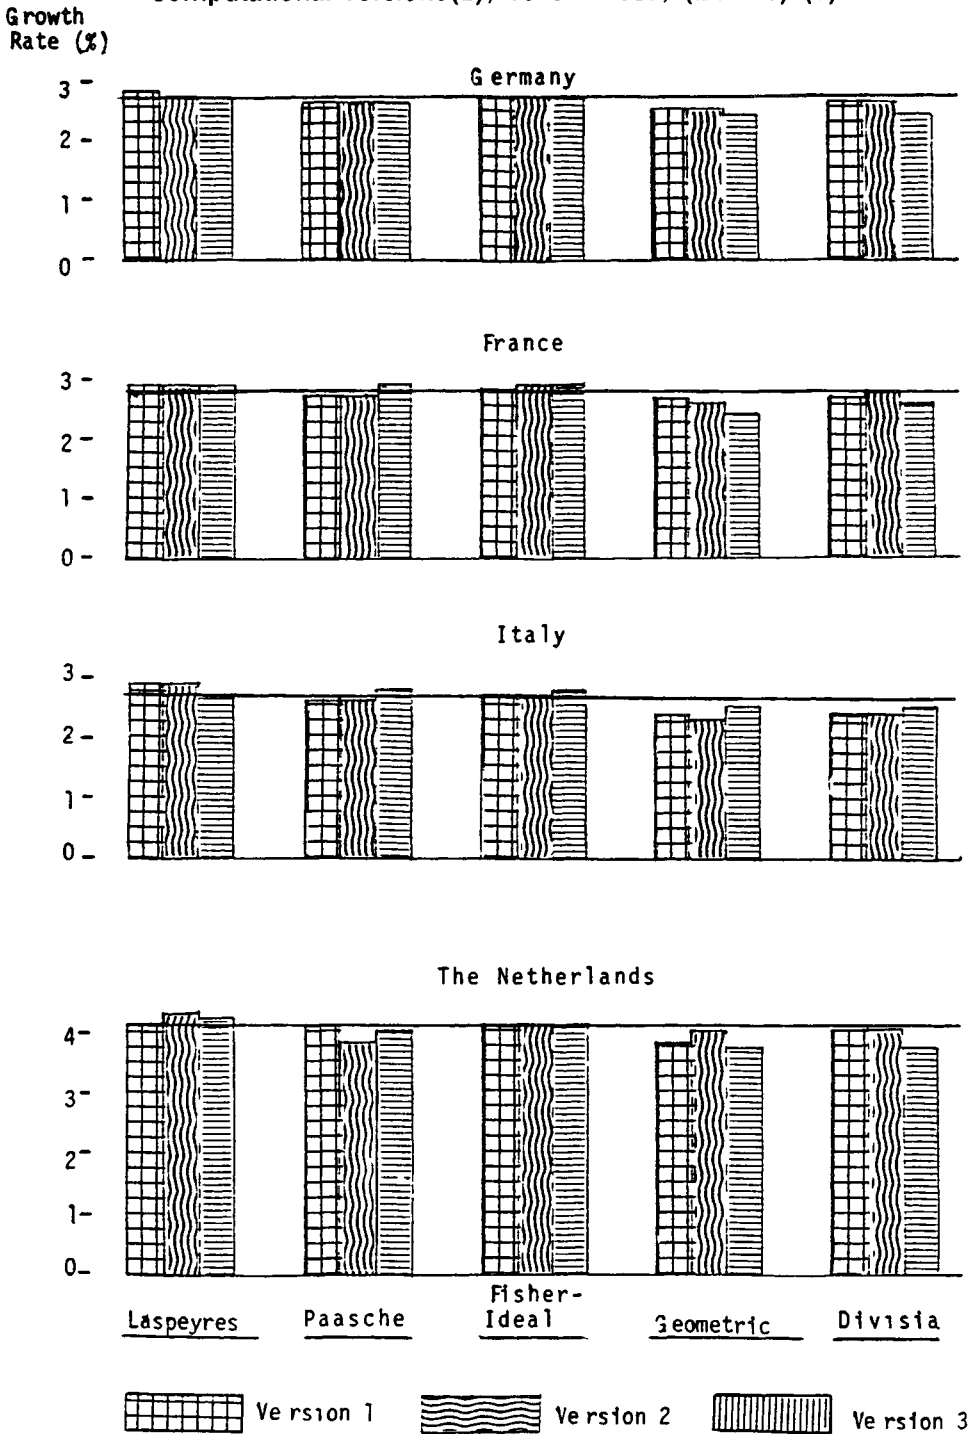 Growth
Rate (%)
Germany
3
2
1
0
France
3
2
1
0
Italy
3
2
1
0
The Netherlands
4
3
2
1
0
Laspeyres
Paasche
Fisher-
Ideal
Geometric
Divisia
Version 1
Version 2
Version 3